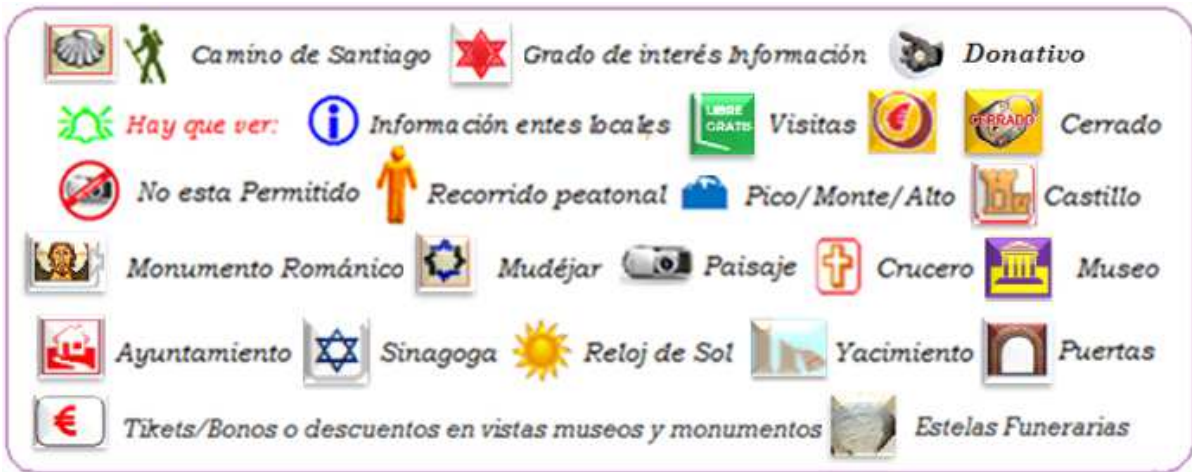 Camino de Santiago Grado de interés Información Donativo
Hay que ver: Información entes locales LIBRE GRATIS Visitas € CERRADO Cerrado
No esta Permitido Recorrido peatonal Pico/Monte/Alto Castillo
Monumento Románico Mudéjar Paisaje Crucero Museo
Ayuntamiento Sinagoga Reloj de Sol Yacimiento Puertas
€ Tikets/Bonos o descuentos en vistas museos y monumentos Estelas Funerarias